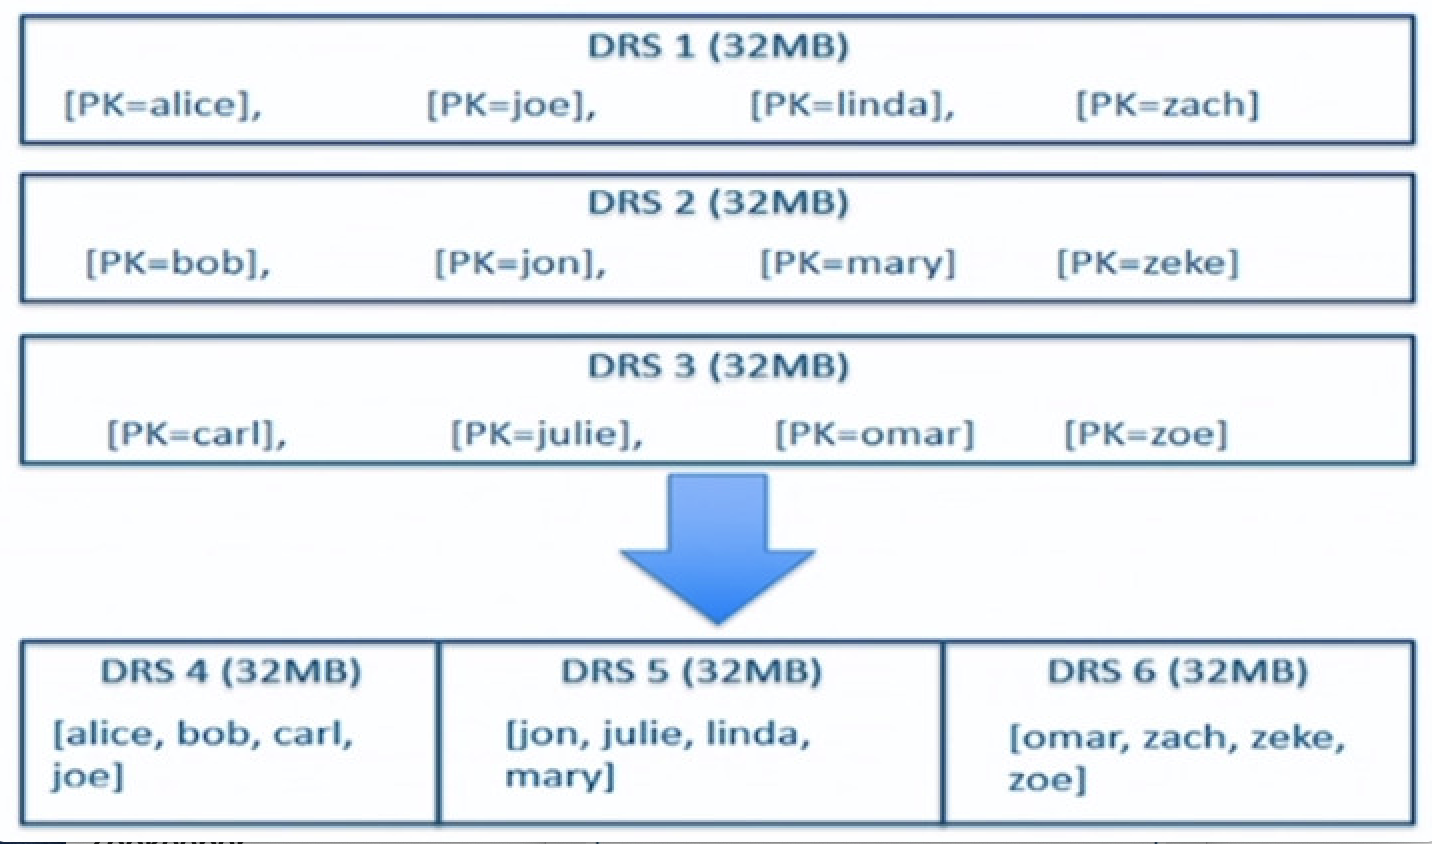 DRS 1 (32MB)
[PK=alice], [PK=joe], [PK=linda], [PK=zach]
DRS 2 (32MB)
[PK=bob], [PK=jon], [PK=mary] [PK=zeke]
DRS 3 (32MB)
[PK=carl], [PK=julie], [PK=omar] [PK=zoe]
DRS 4 (32MB)
[alice, bob, carl,
joe]
DRS 5 (32MB)
[jon, julie, linda,
mary]
DRS 6 (32MB)
[omar, zach, zeke,
zoe]